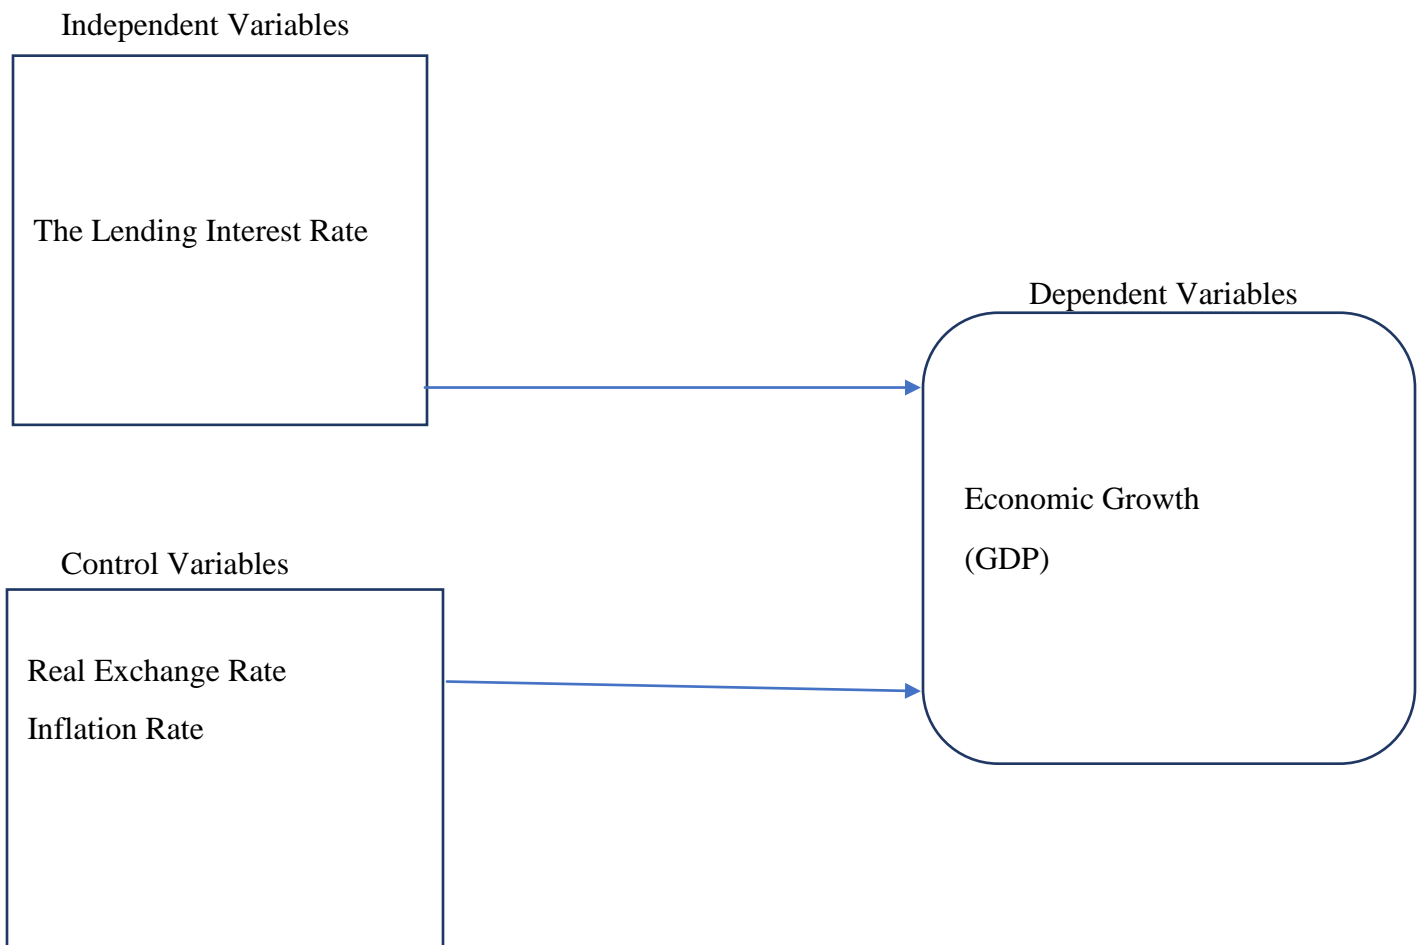 Independent Variables
The Lending Interest Rate
Dependent Variables
Economic Growth
(GDP)
Control Variables
Real Exchange Rate
Inflation Rate